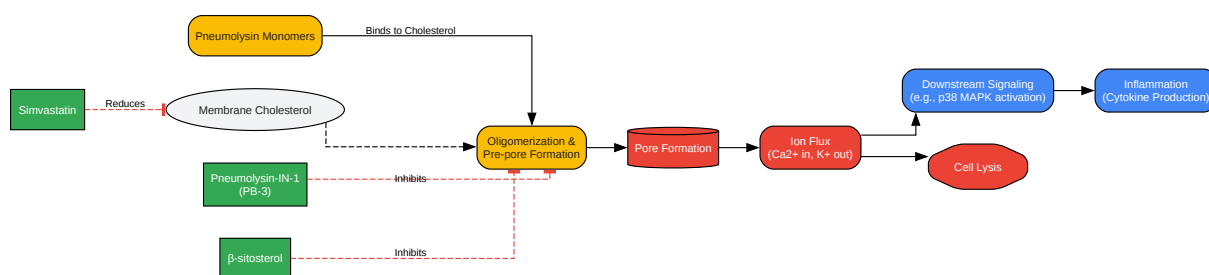 Pneumolysin Monomers
Binds to Cholesterol
Simvastatin
Reduces
Membrane Cholesterol
Downstream Signaling
(e.g., p38 MAPK activation)
Inflammation
(Cytokine Production)
Oligomerization &
Pre-pore Formation
Pore Formation
Ion Flux
(Ca2+ in, K+ out)
Cell Lysis
Pneumolysin-IN-1
(PB-3)
Inhibits
β-sitosterol
Inhibits